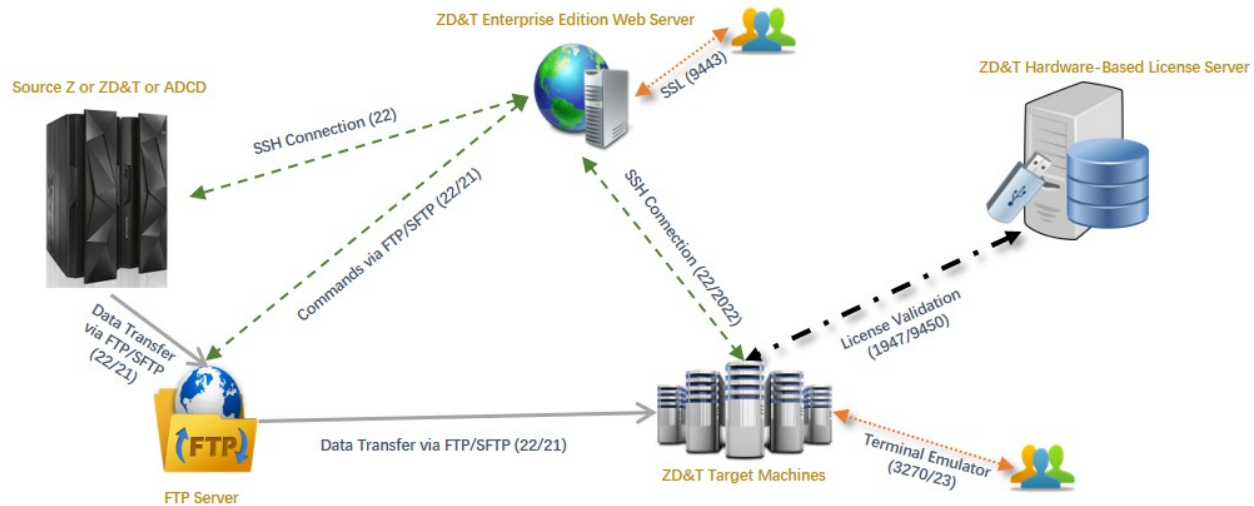 ZD&T Enterprise Edition Web Server
SSL (9443)
ZD&T Hardware-Based License Server
Source Z or ZD&T or ADCD
SSH Connection (22)
Commands via FTP/SFTP (22/21)
SSH Connection (22/2022)
License Validation
(1947/9450)
Data Transfer
via FTP/SFTP
(22/21)
FTP
Data Transfer via FTP/SFTP (22/21)
Terminal Emulator
(3270/23)
ZD&T Target Machines
FTP Server